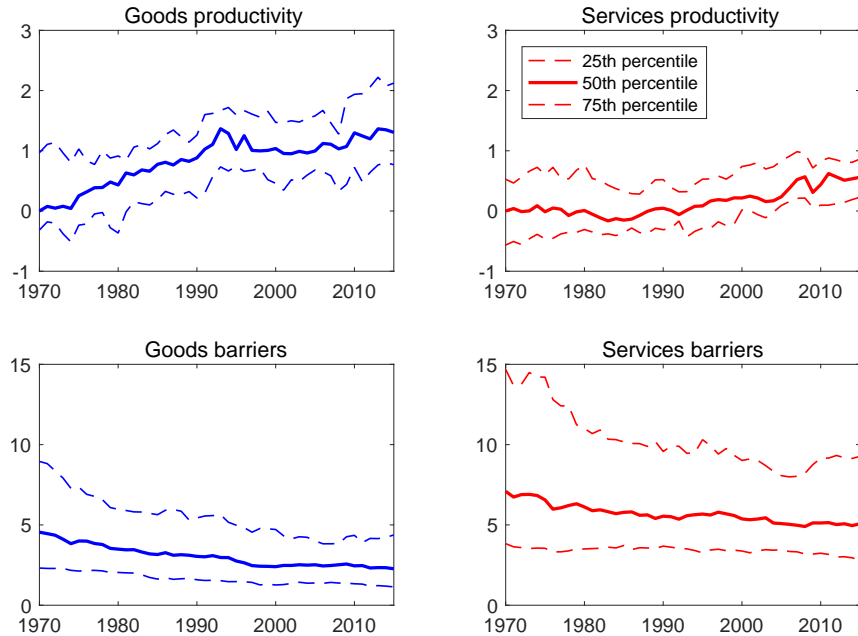 Goods productivity
3
2
1
0
-1
1970 1980 1990 2000 2010
Services productivity
3
2
1
0
-1
1970 1980 1990 2000 2010
25th percentile
50th percentile
75th percentile
Goods barriers
15
10
5
0
1970 1980 1990 2000 2010
Services barriers
15
10
5
0
1970 1980 1990 2000 2010